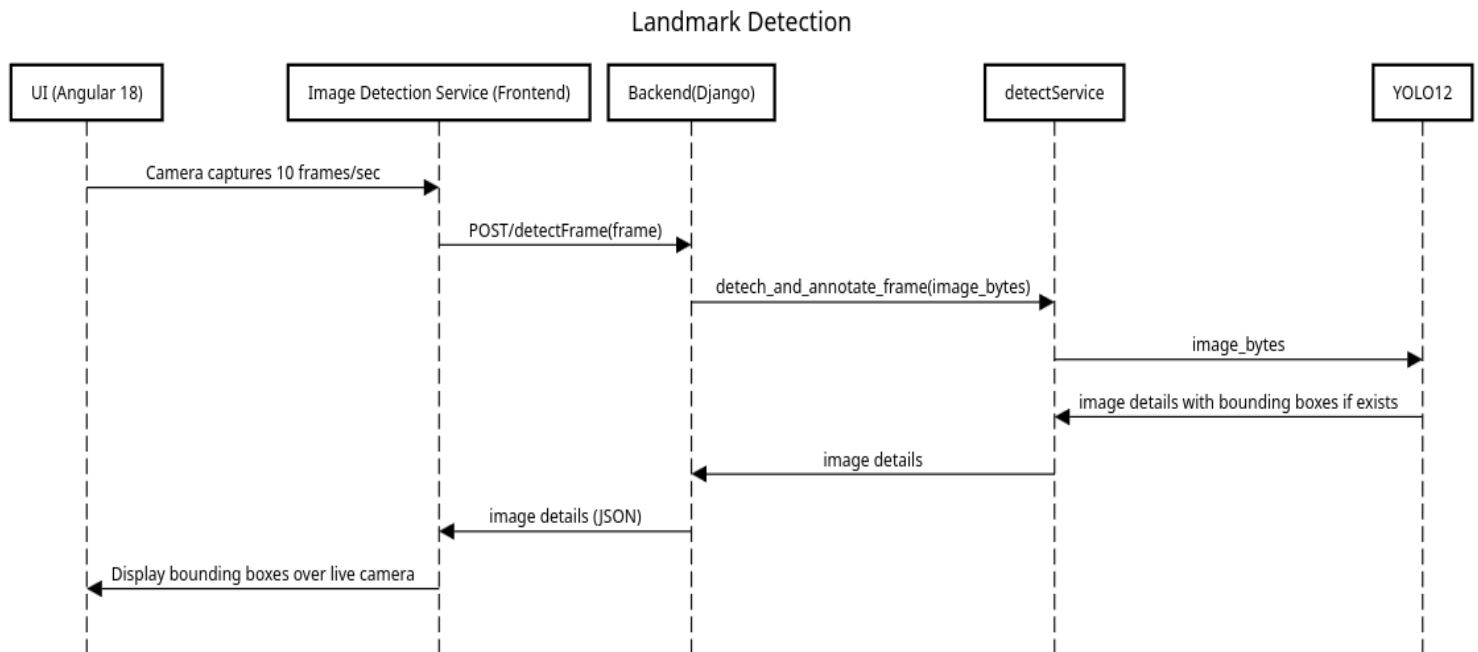 Landmark Detection
UI (Angular 18)
Image Detection Service (Frontend)
Backend(Django)
detectService
YOLO12
Camera captures 10 frames/sec
POST/detectFrame(frame)
detech_and_annotate_frame(image_bytes)
image_bytes
image details with bounding boxes if exists
image details
image details (JSON)
Display bounding boxes over live camera